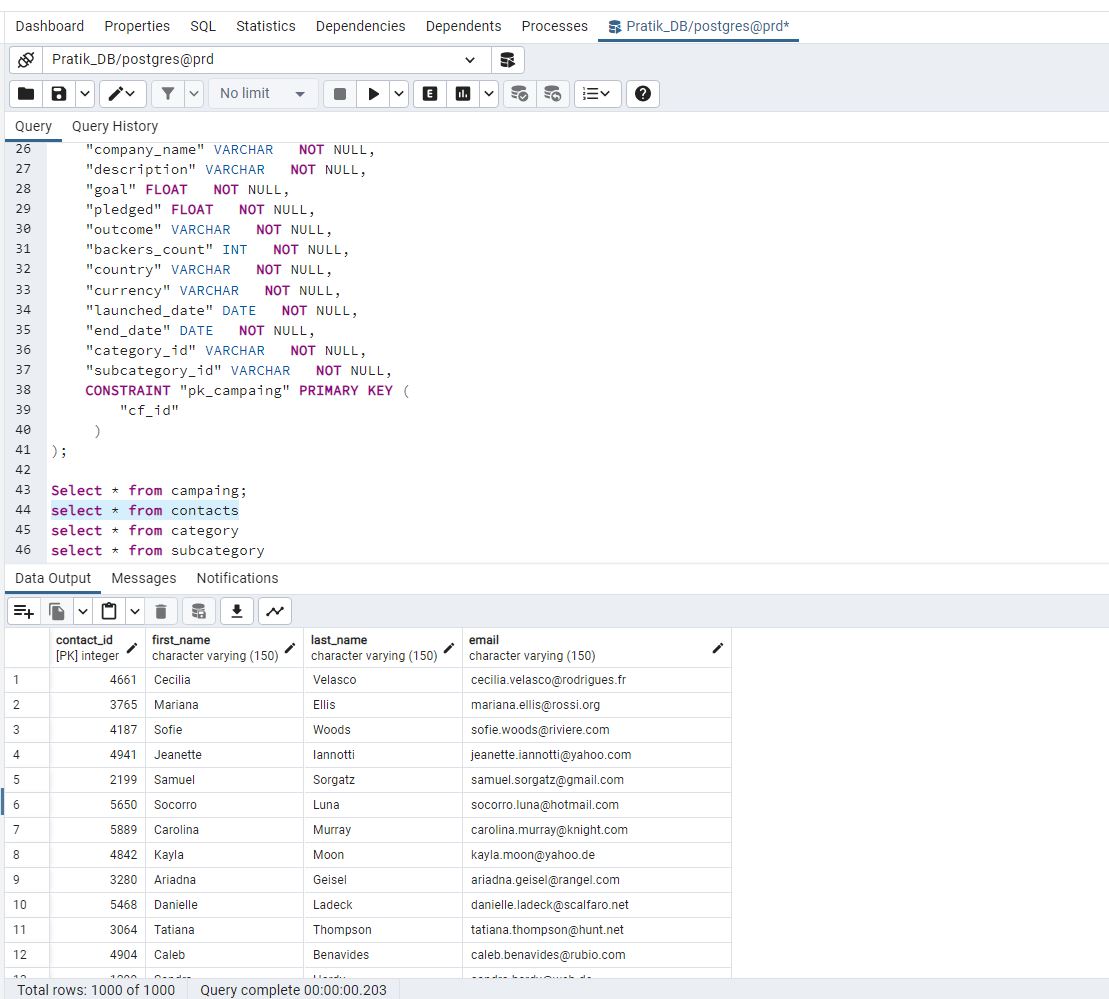 Dashboard Properties SQL Statistics Dependencies Dependents Processes Pratik_DB/postgres@prd*
Pratik_DB/postgres@prd
No limit
E
Query Query History
26 "company_name" VARCHAR NOT NULL,
27 "description" VARCHAR NOT NULL,
28 "goal" FLOAT NOT NULL,
29 "pledged" FLOAT NOT NULL,
30 "outcome" VARCHAR NOT NULL,
31 "backers_count" INT NOT NULL,
32 "country" VARCHAR NOT NULL,
33 "currency" VARCHAR NOT NULL,
34 "launched_date" DATE NOT NULL,
35 "end_date" DATE NOT NULL,
36 "category_id" VARCHAR NOT NULL,
37 "subcategory_id" VARCHAR NOT NULL,
38 CONSTRAINT "pk_campaing" PRIMARY KEY (
39 "cf_id"
40 )
41 );
42
43 Select * from campaing;
44 select * from contacts
45 select * from category
46 select * from subcategory
Data Output Messages Notifications
contact_id first_name last_name email
[PK] integer character varying (150) character varying (150) character varying (150)
1 4661 Cecilia Velasco cecilia.velasco@rodrigues.fr
2 3765 Mariana Ellis mariana.ellis@rossi.org
3 4187 Sofie Woods sofie.woods@riviere.com
4 4941 Jeanette Iannotti jeanette.iannotti@yahoo.com
5 2199 Samuel Sorgatz samuel.sorgatz@gmail.com
6 5650 Socorro Luna socorro.luna@hotmail.com
7 5889 Carolina Murray carolina.murray@knight.com
8 4842 Kayla Moon kayla.moon@yahoo.de
9 3280 Ariadna Geisel ariadna.geisel@rangel.com
10 5468 Danielle Ladeck danielle.ladeck@scalfaro.net
11 3064 Tatiana Thompson tatiana.thompson@hunt.net
12 4904 Caleb Benavides caleb.benavides@rubio.com
Total rows: 1000 of 1000 Query complete 00:00:00.203